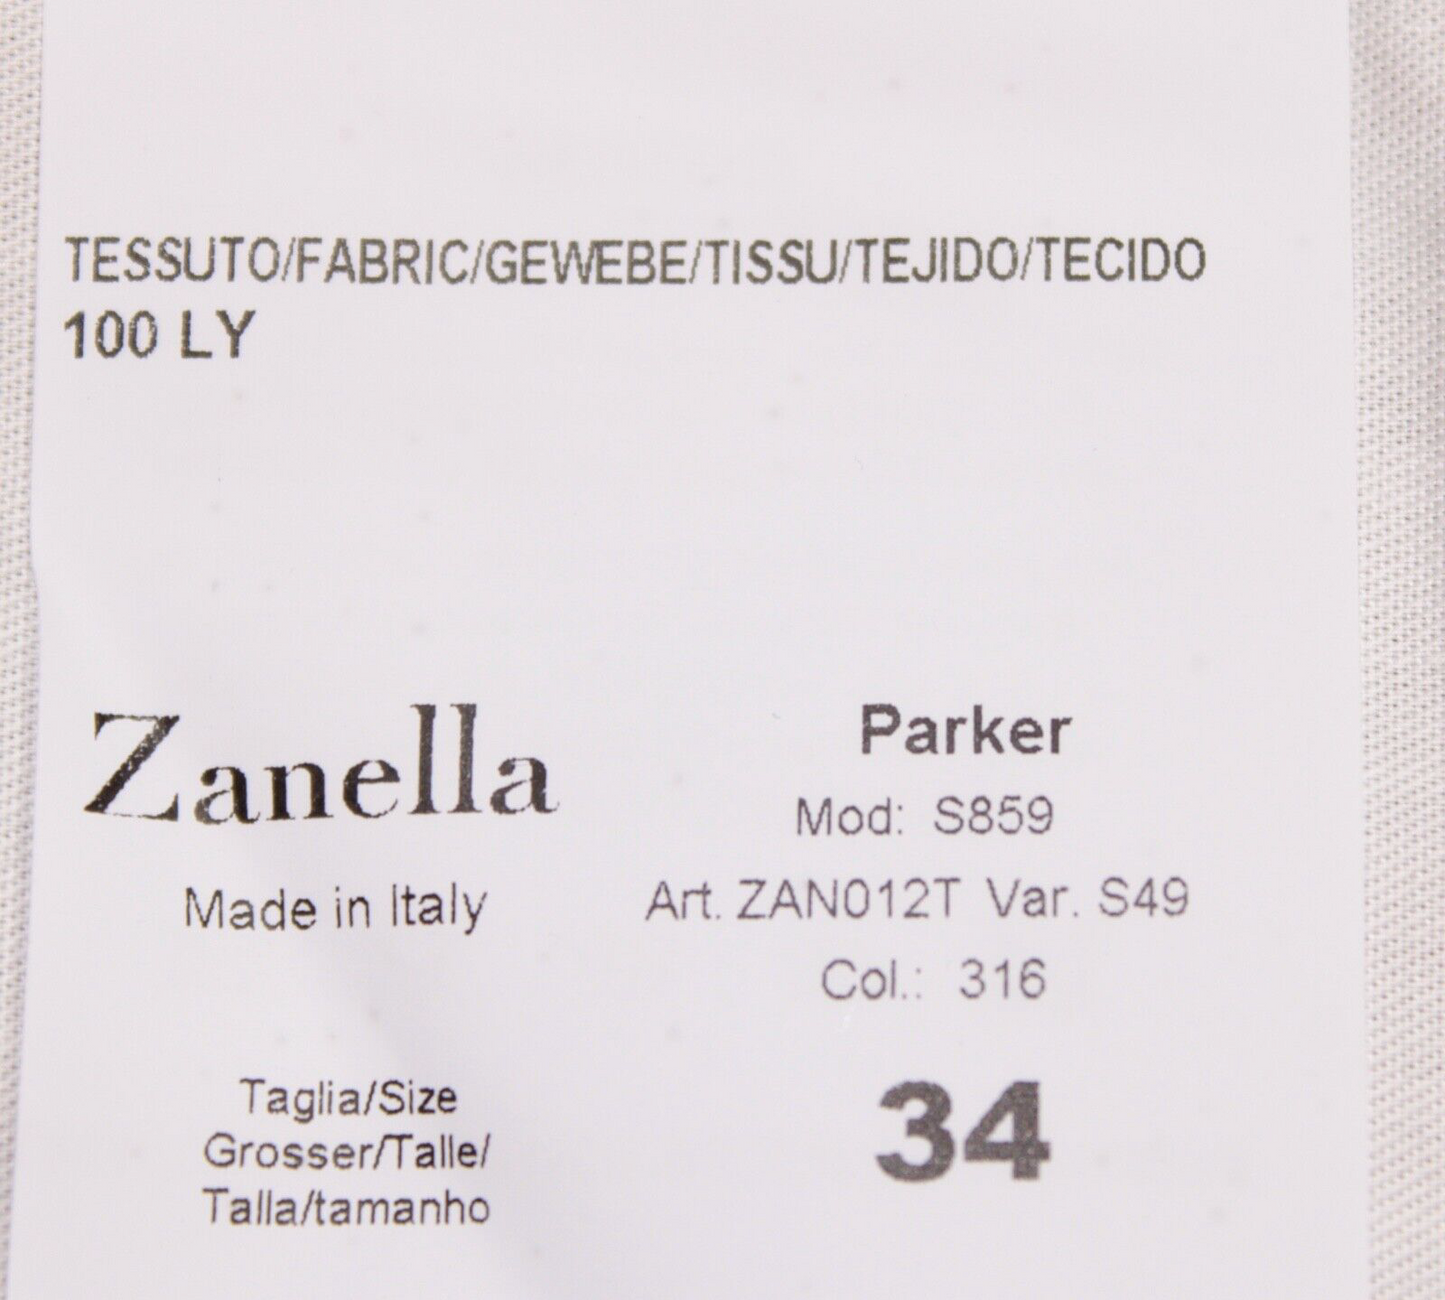 TESSUTO/FABRIC/GEWEBE/TISSU/TEJIDO/TECIDO
100 LY
Zanella
Made in Italy
Parker
Mod: S859
Art. ZAN012T Var. S49
Col.: 316
Taglia/Size
Grosser/Talle/
Talla/tamanho
34